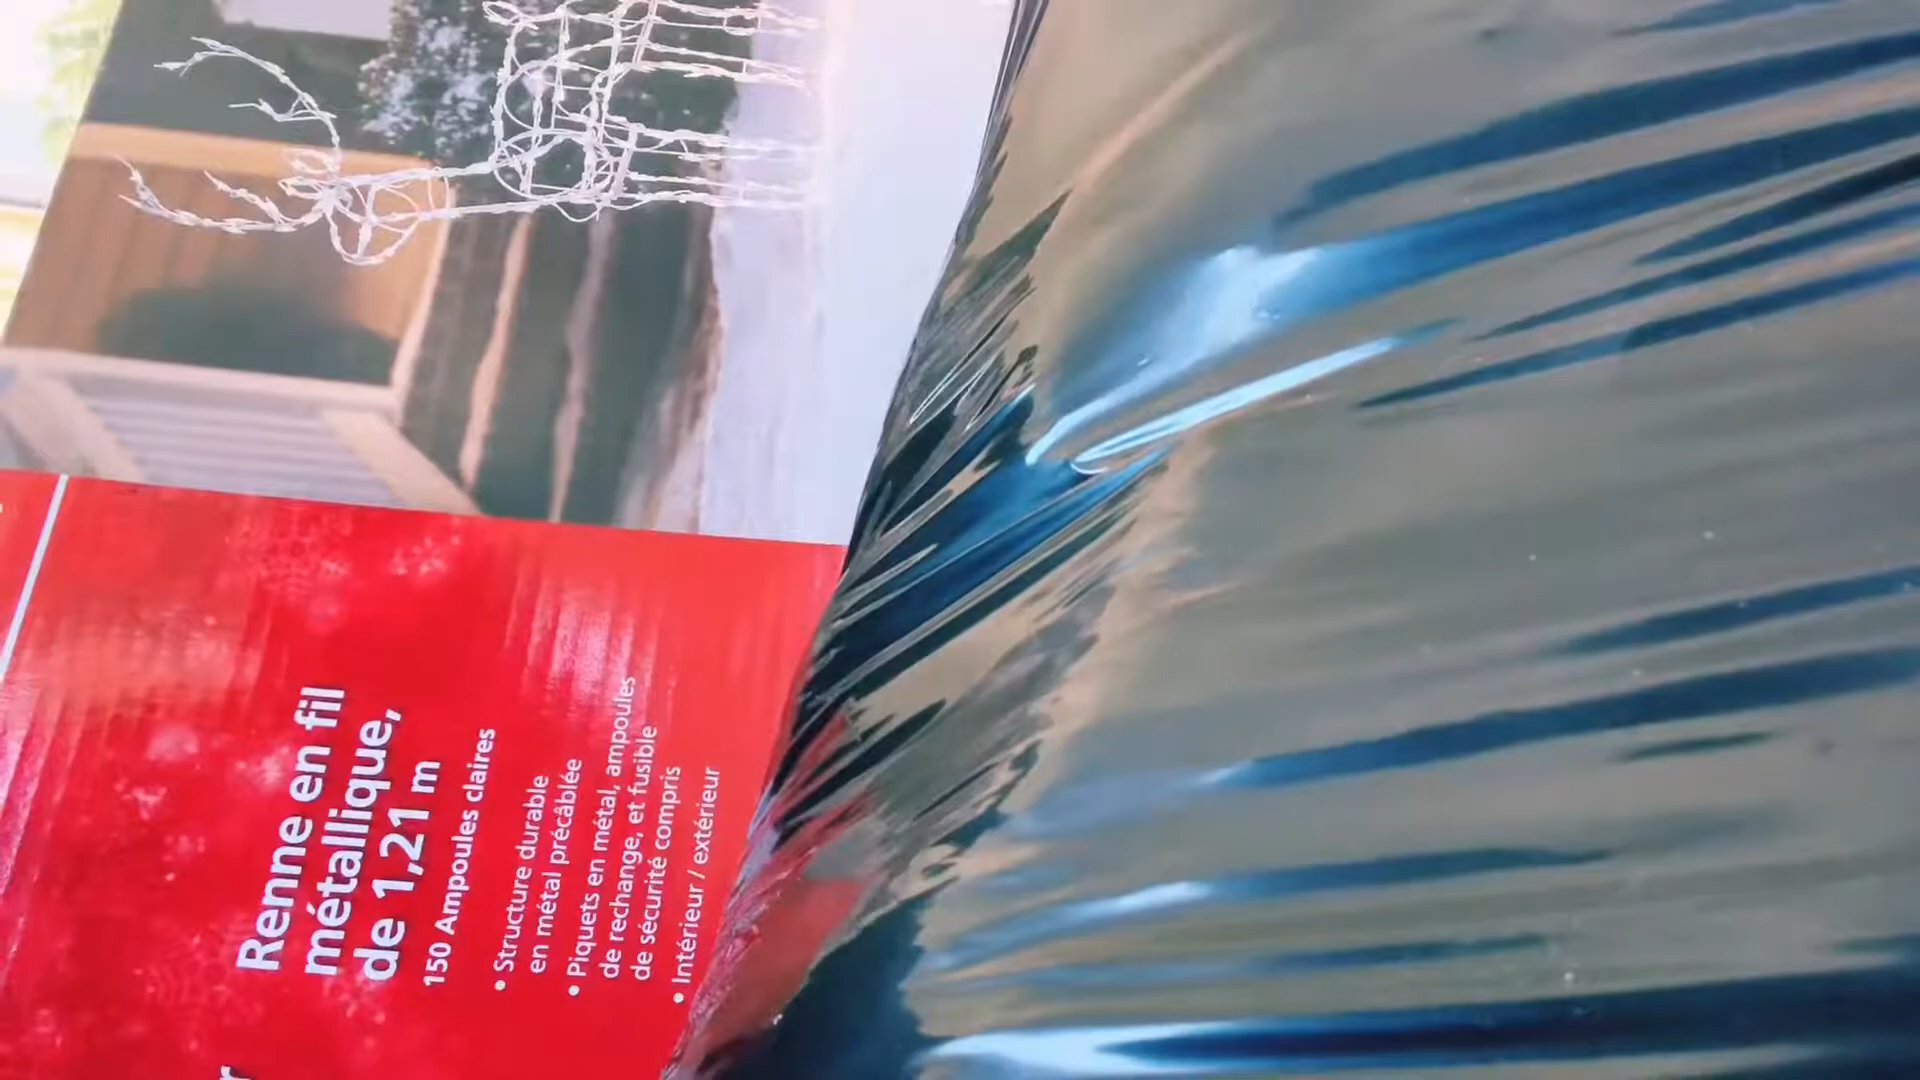 Renne en fil
métallique,
de 1,21 m
150 Ampoules claires
• Structure durable
en métal précâblée
• Piquets en métal, ampoules
de rechange, et fusible
de sécurité compris
• Intérieur / extérieur